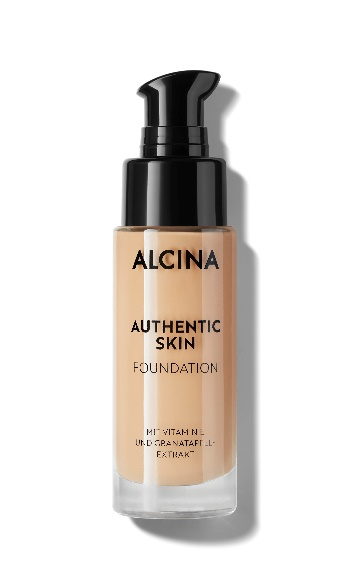 ALCINA
AUTHENTIC
SKIN
FOUNDATION
MIT VITAMIN E
UND GRANATAPFEL-
EXTRAKT